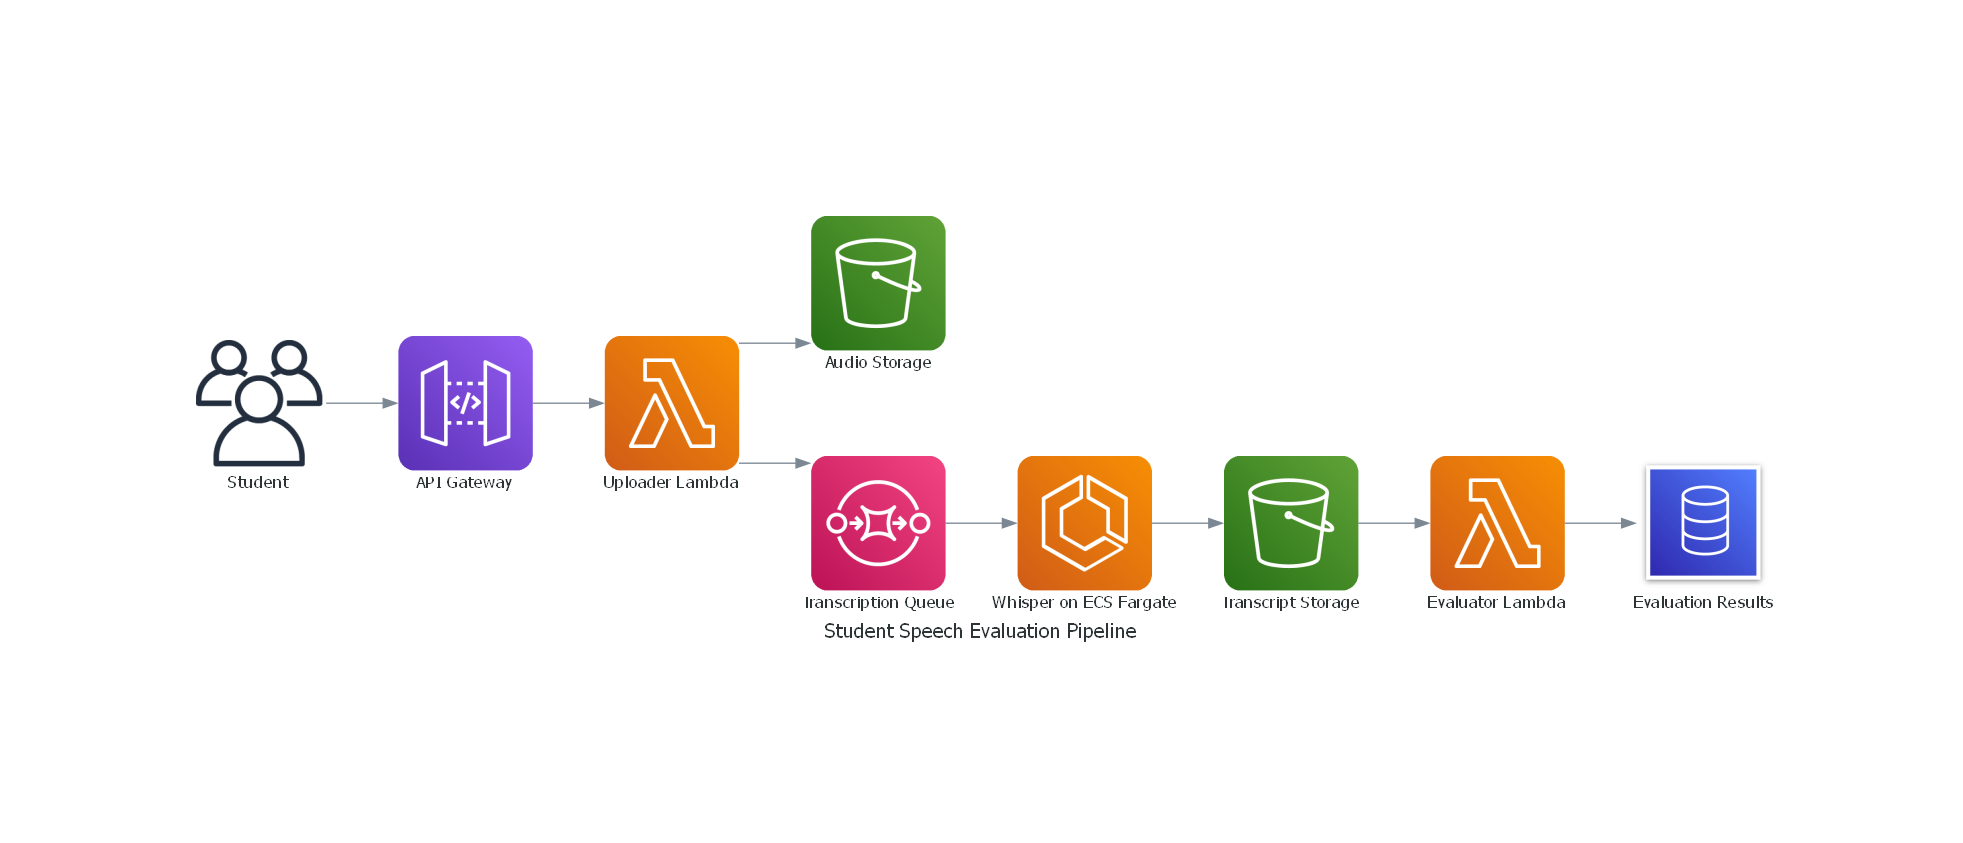 Audio Storage
Student
API Gateway
</>
Uploader Lambda
Transcription Queue
Whisper on ECS Fargate
Transcript Storage
Evaluator Lambda
Evaluation Results
Student Speech Evaluation Pipeline